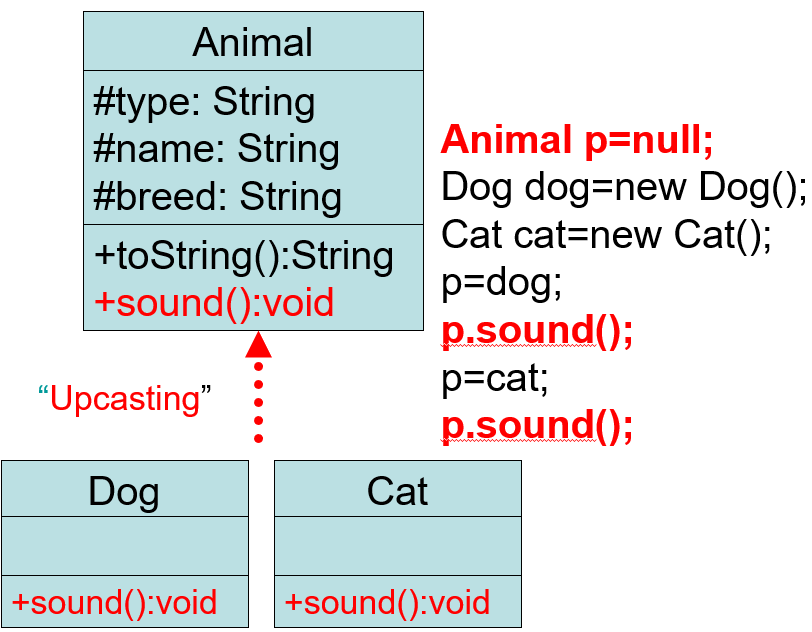 Animal
#type: String
#name: String
#breed: String
+toString():String
+sound():void
Animal p=null;
Dog dog=new Dog();
Cat cat=new Cat();
p=dog;
p.sound();
p=cat;
p.sound();
“Upcasting”
Dog
+sound():void
Cat
+sound():void